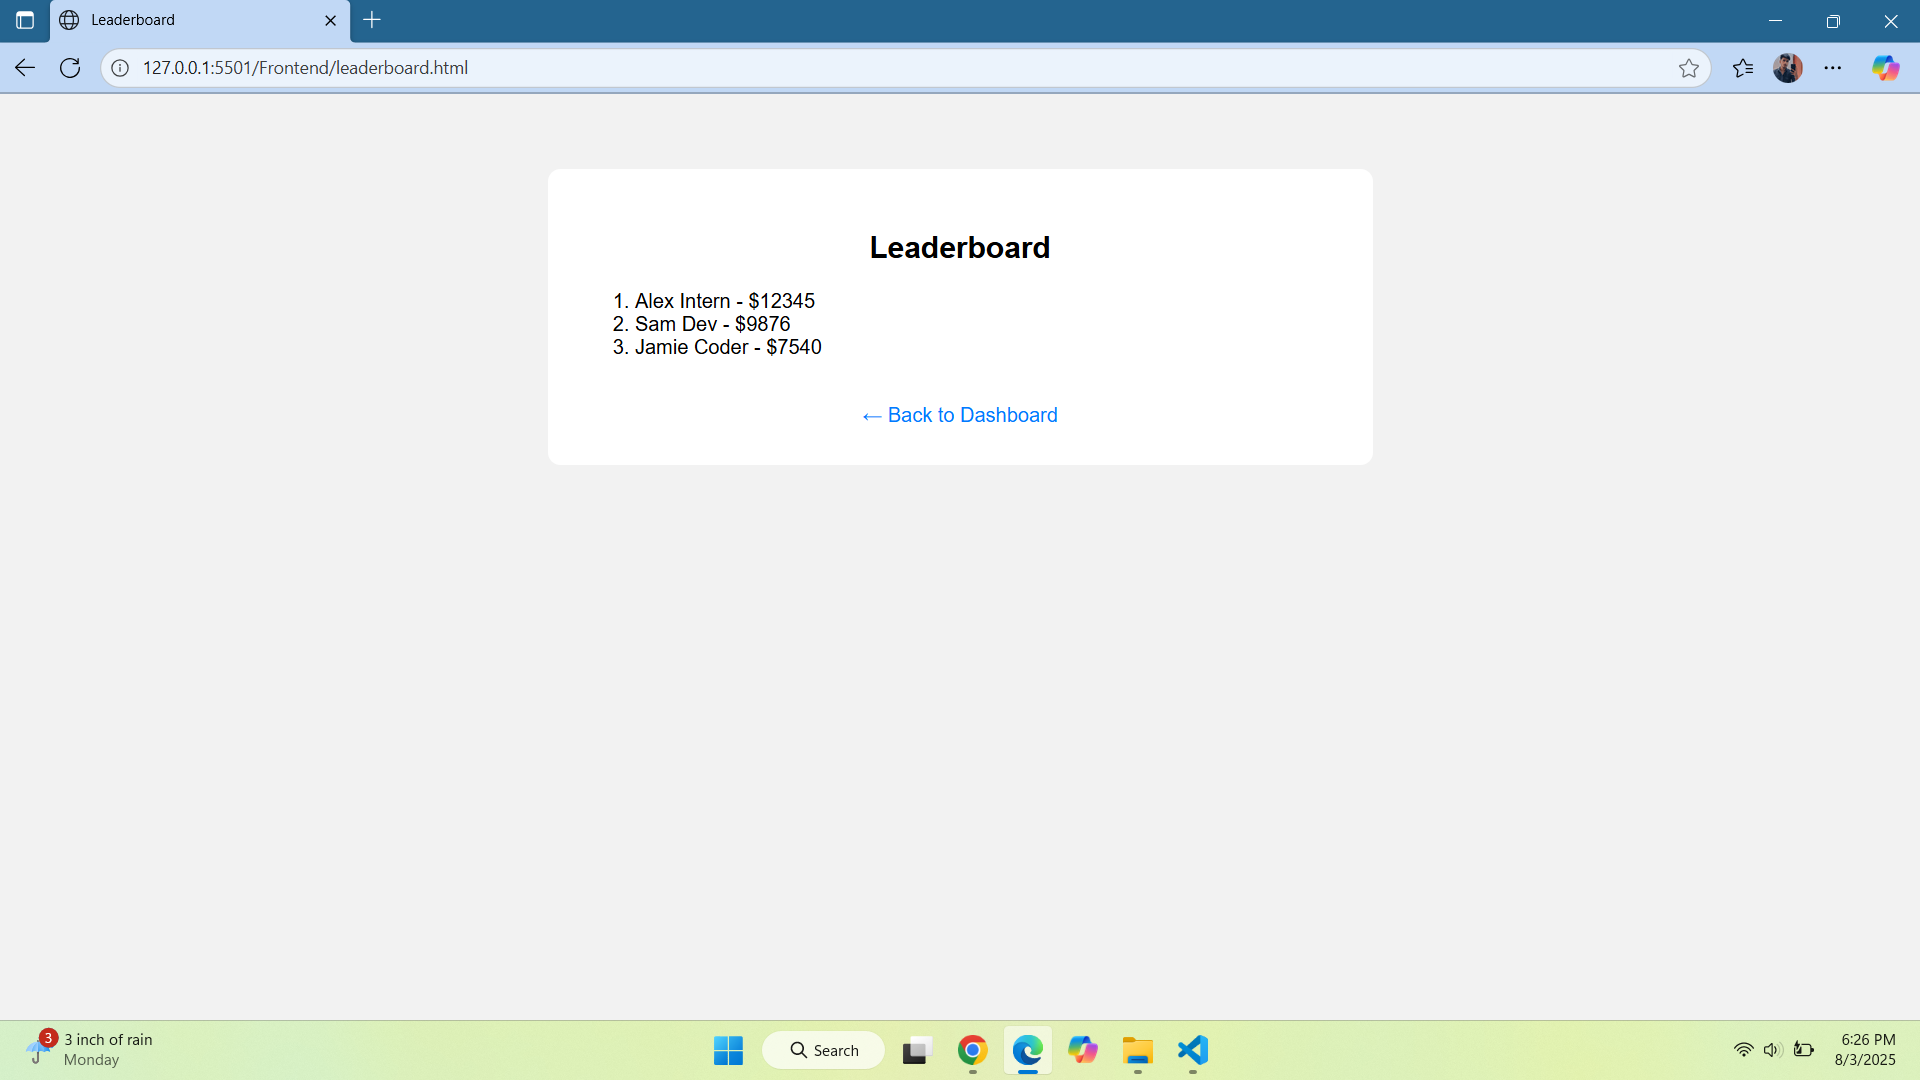 Leaderboard
127.0.0.1:5501/Frontend/leaderboard.html
Leaderboard
1. Alex Intern - $12345
2. Sam Dev - $9876
3. Jamie Coder - $7540
← Back to Dashboard
3
3 inch of rain
Monday
Search
6:26 PM
8/3/2025